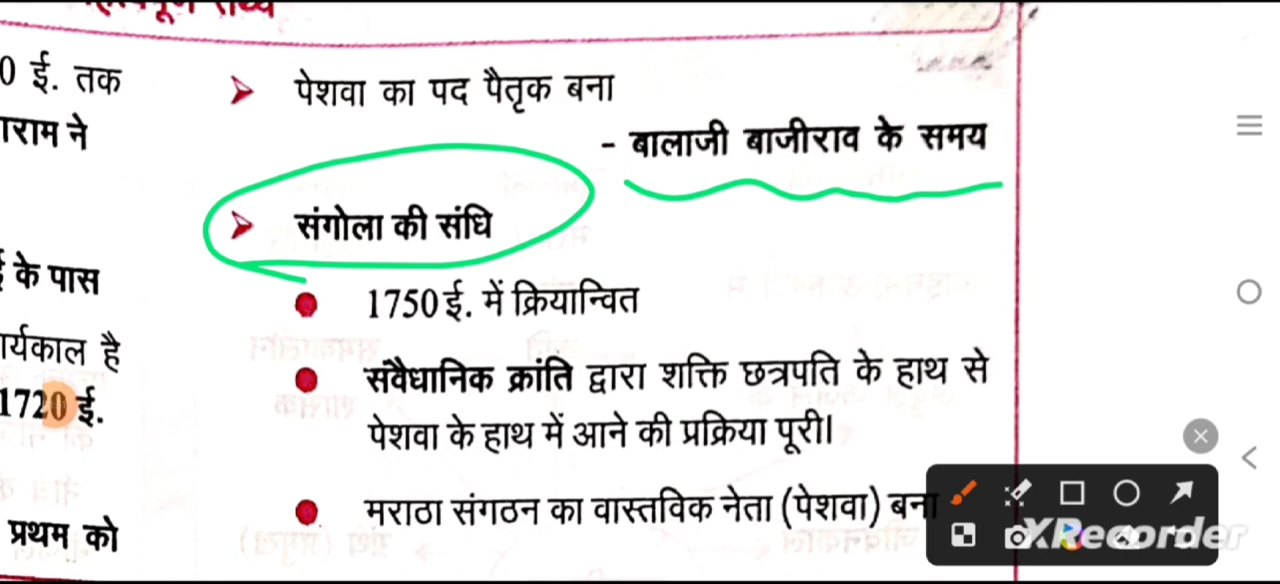 0 ई. तक
पेशवा का पद पैतृक बना
- बालाजी बाजीराव के समय
संगोला की संधि
के पास
1750 ई. में क्रियान्वित
संवैधानिक क्रांति द्वारा शक्ति छत्रपति के हाथ से
पेशवा के हाथ में आने की प्रक्रिया पूरी।
1720 ई.
मराठा संगठन का वास्तविक नेता (पेशवा) बना
प्रथम को
XRecorder